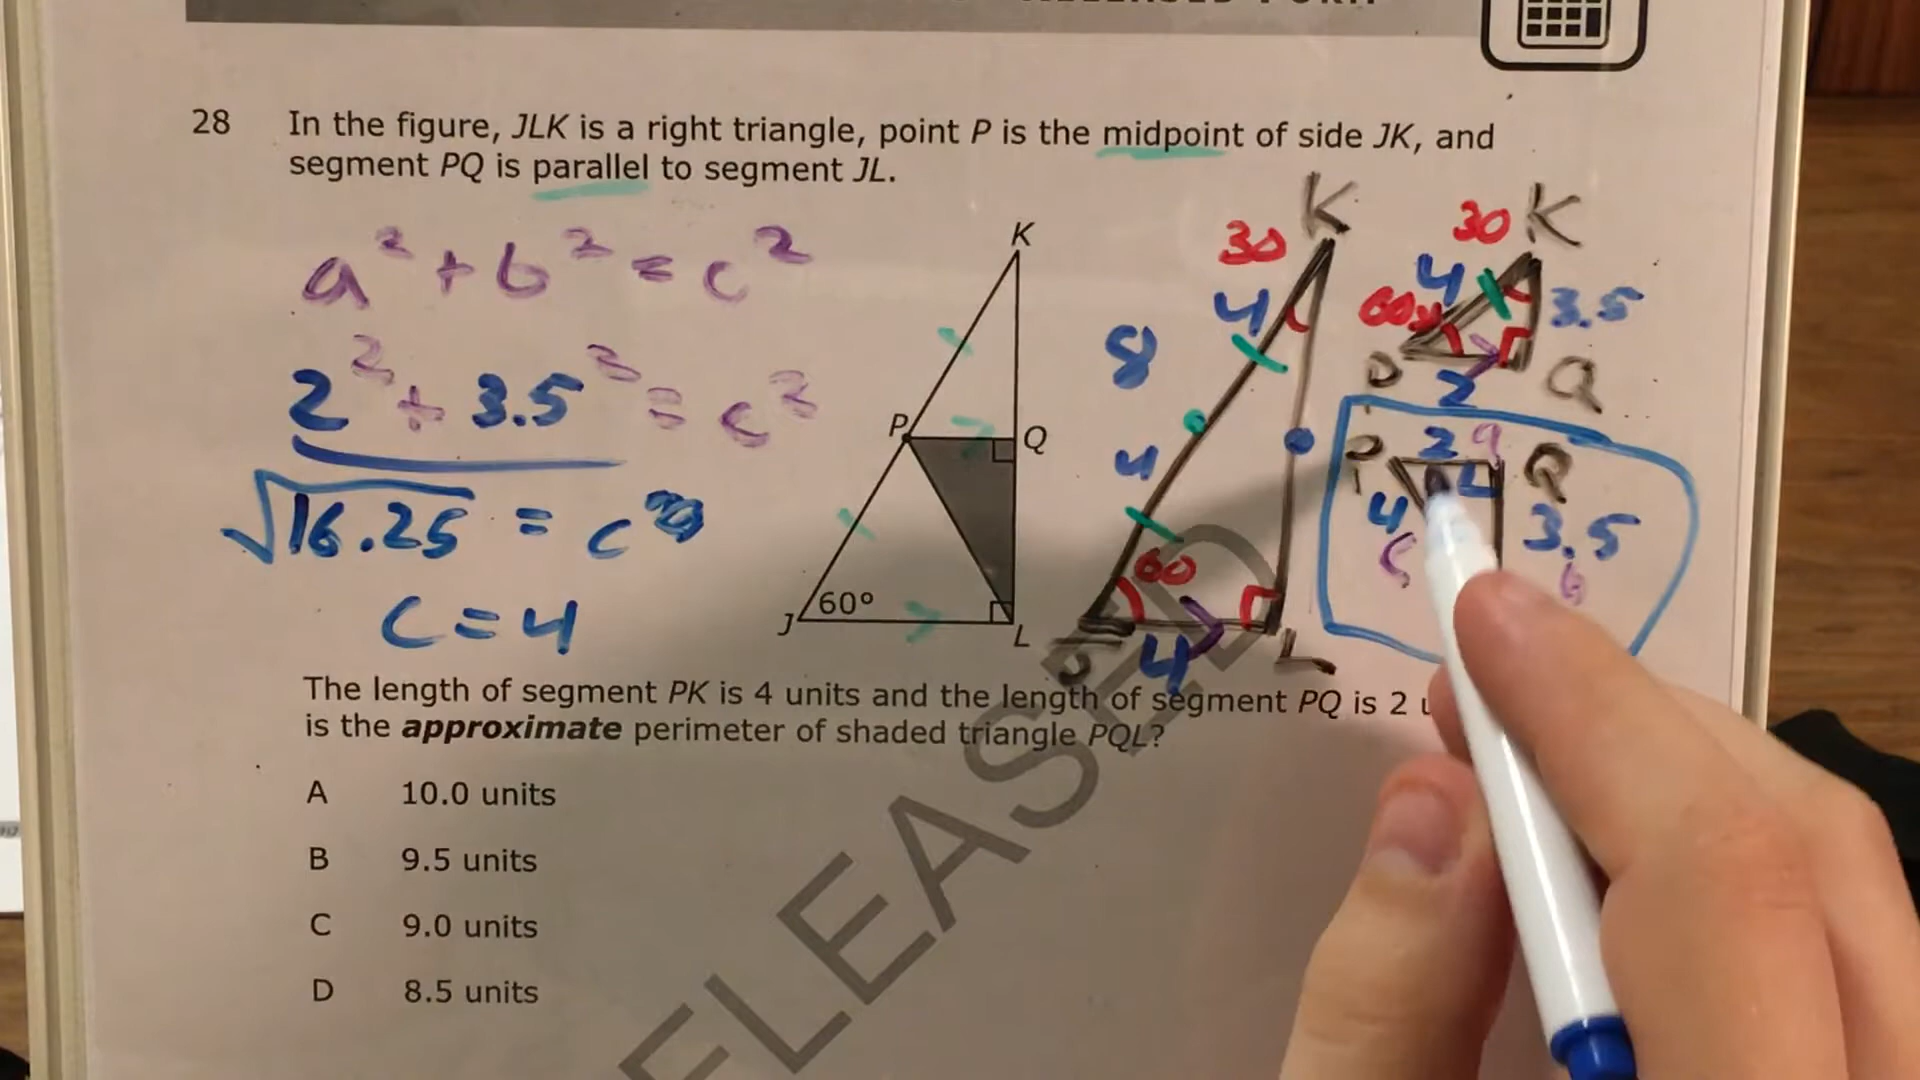 28 In the figure, JLK is a right triangle, point P is the midpoint of side JK, and
segment PQ is parallel to segment JL.
a² + b² = c²
2² + 3.5² = c²
√16.25 = c
C = 4
K
P
Q
J
60°
L
K
30
4
8
4
60
4
L
30 K
4
60
3.5
P
Q
2
P
2 a
Q
4
3.5
b
The length of segment PK is 4 units and the length of segment PQ is 2
is the approximate perimeter of shaded triangle PQL?
A 10.0 units
B 9.5 units
C 9.0 units
D 8.5 units